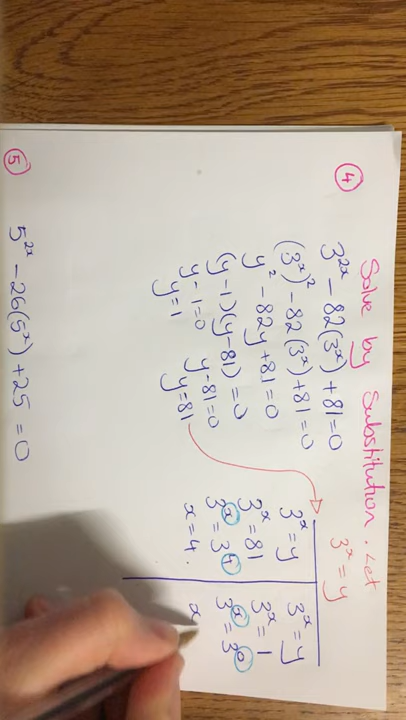 Solve by Substitution. Let 3^x = y
④ 3^{2x} - 82(3^x) + 81 = 0
(3^x)^2 - 82(3^x) + 81 = 0
y^2 - 82y + 81 = 0
(y-1)(y-81) = 0
y-1=0 y-81=0
y=1 y=81
3^x = y
3^x = 81
3^x = 3^4
x = 4.
3^x = y
3^x = 1
3^x = 3^0
x
⑤ 5^{2x} - 26(5^x) + 25 = 0